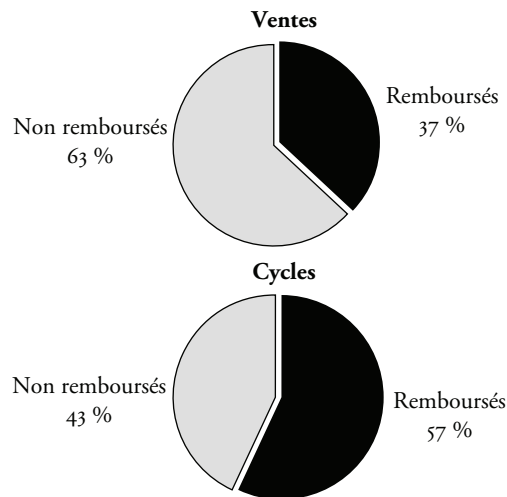 Ventes
Remboursés
37 %
Non remboursés
63 %
Cycles
Non remboursés
43 %
Remboursés
57 %